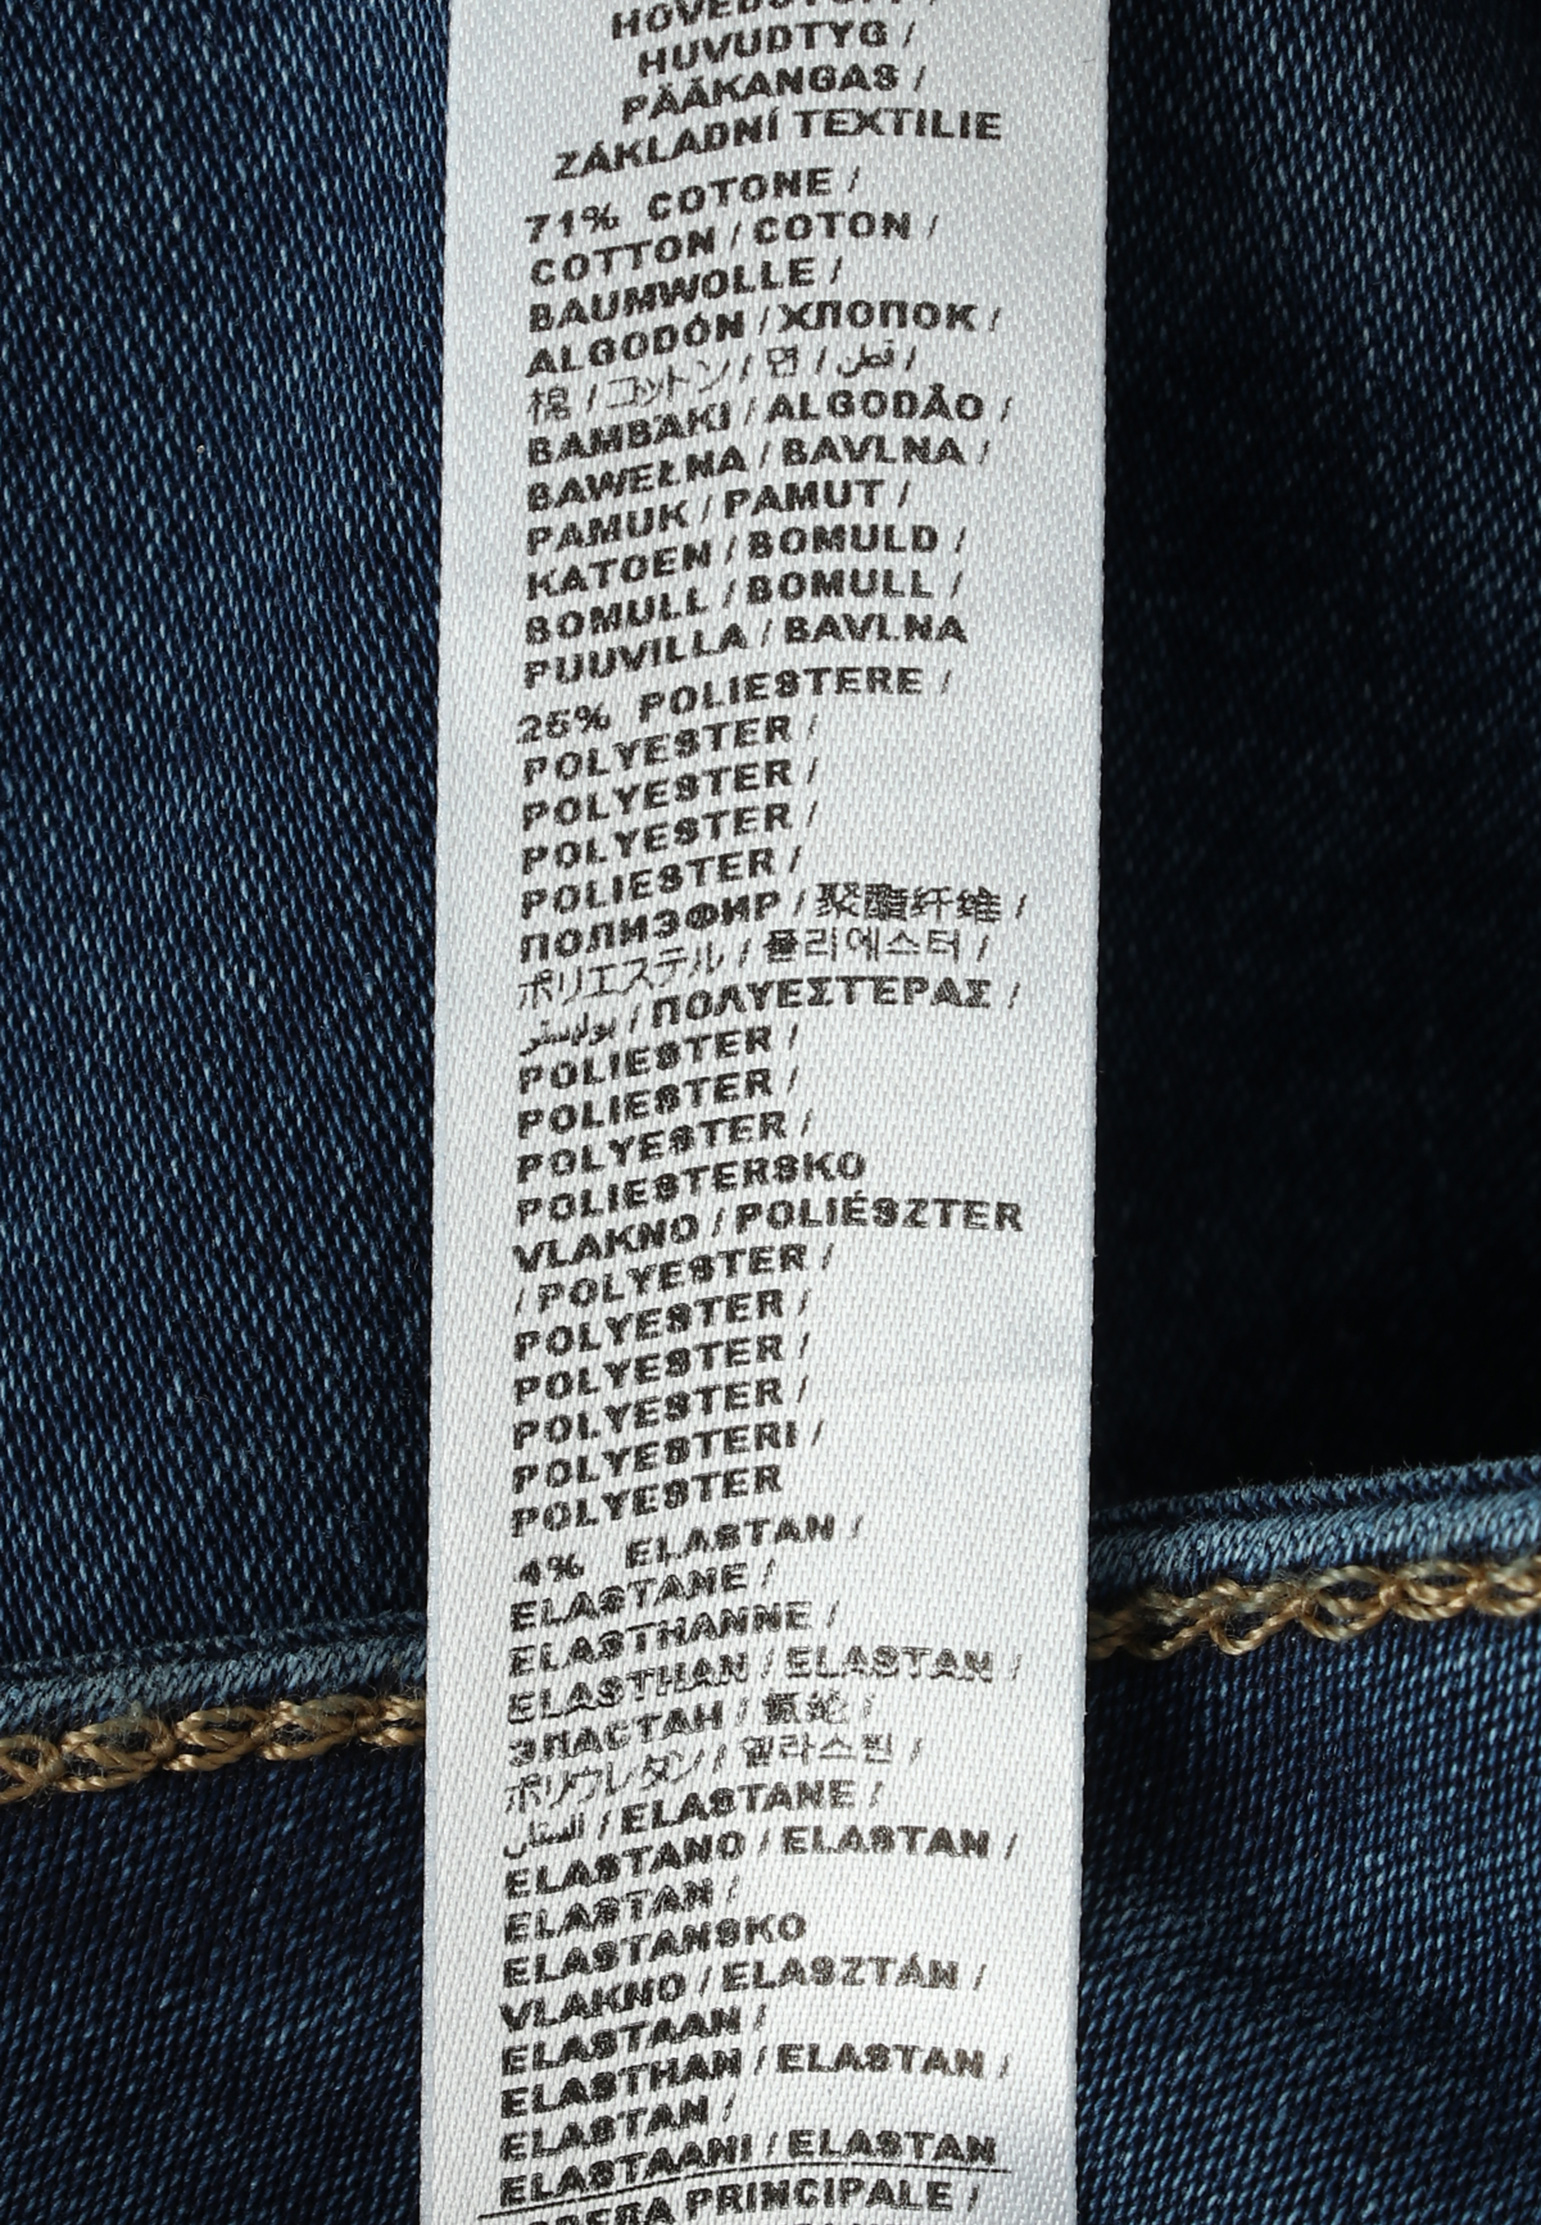 HUVUDTYG /
PÄÄKANGAS /
ZÁKLADNÍ TEXTILIE
71% COTONE /
COTTON / COTON /
BAUMWOLLE /
ALGODÓN / ХЛОПОК /
棉 / コットン / 면 / قطن /
ΒΑΜΒΆΚΙ / ALGODÃO /
BAWEŁNA / BAVLNA /
PAMUK / PAMUT /
KATOEN / BOMULD /
BOMULL / BOMULL /
PUUVILLA / BAVLNA
25% POLIESTERE /
POLYESTER /
POLYESTER /
POLYESTER /
POLIESTER /
ПОЛИЭФИР / 聚酯纤维 /
ポリエステル / 폴리에스터 /
بوليستر / ΠΟΛΥΕΣΤΕΡΑΣ /
POLIESTER /
POLIESTER /
POLYESTER /
POLIESTERSKO
VLAKNO / POLIÉSZTER
/ POLYESTER /
POLYESTER /
POLYESTER /
POLYESTER /
POLYESTERI /
POLYESTER
4% ELASTAN /
ELASTANE /
ELASTHANNE /
ELASTHAN / ELASTAN /
ЭЛАСТАН / 氨纶 /
ポリウレタン / 엘라스틴 /
/ ELASTANE /
ELASTANO / ELASTAN /
ELASTAN /
ELASTANSKO
VLAKNO / ELASZTÁN /
ELASTAAN /
ELASTHAN / ELASTAN /
ELASTAN /
ELASTAANI / ELASTAN
PRINCIPALE /